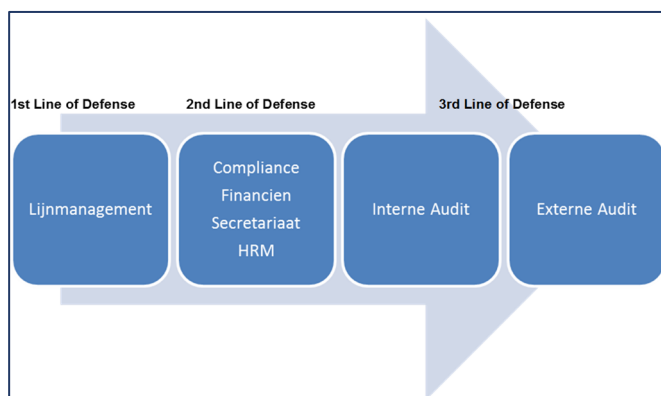 1st Line of Defense
2nd Line of Defense
3rd Line of Defense
Lijnmanagement
Compliance
Financien
Secretariaat
HRM
Interne Audit
Externe Audit